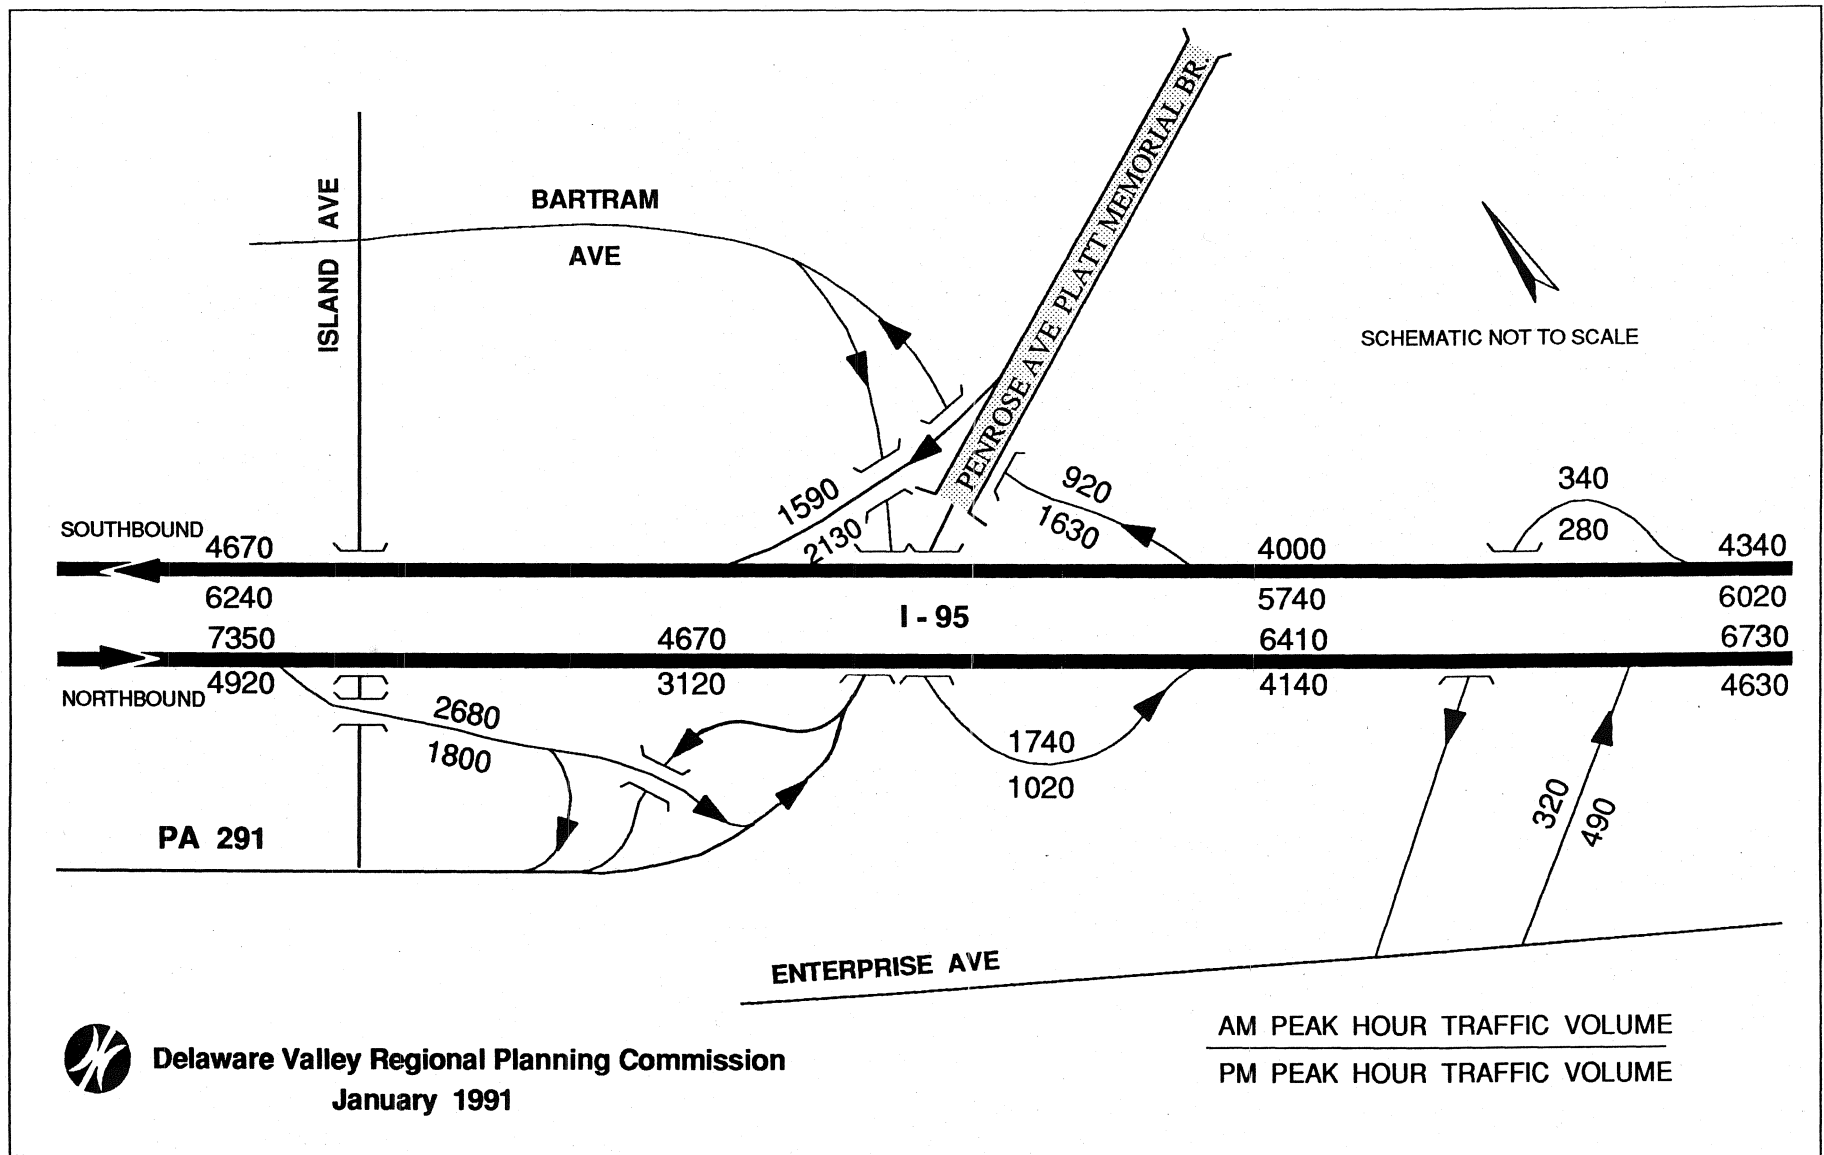 PENROSE AVE PLATT MEMORIAL BR.
ISLAND AVE
BARTRAM
AVE
SCHEMATIC NOT TO SCALE
1590
2130
920
1630
340
280
SOUTHBOUND
4670
4000
4340
6240
5740
6020
I - 95
7350
4670
6410
6730
NORTHBOUND
4920
3120
4140
4630
2680
1800
1740
1020
320
490
PA 291
ENTERPRISE AVE
AM PEAK HOUR TRAFFIC VOLUME
PM PEAK HOUR TRAFFIC VOLUME
Delaware Valley Regional Planning Commission
January 1991